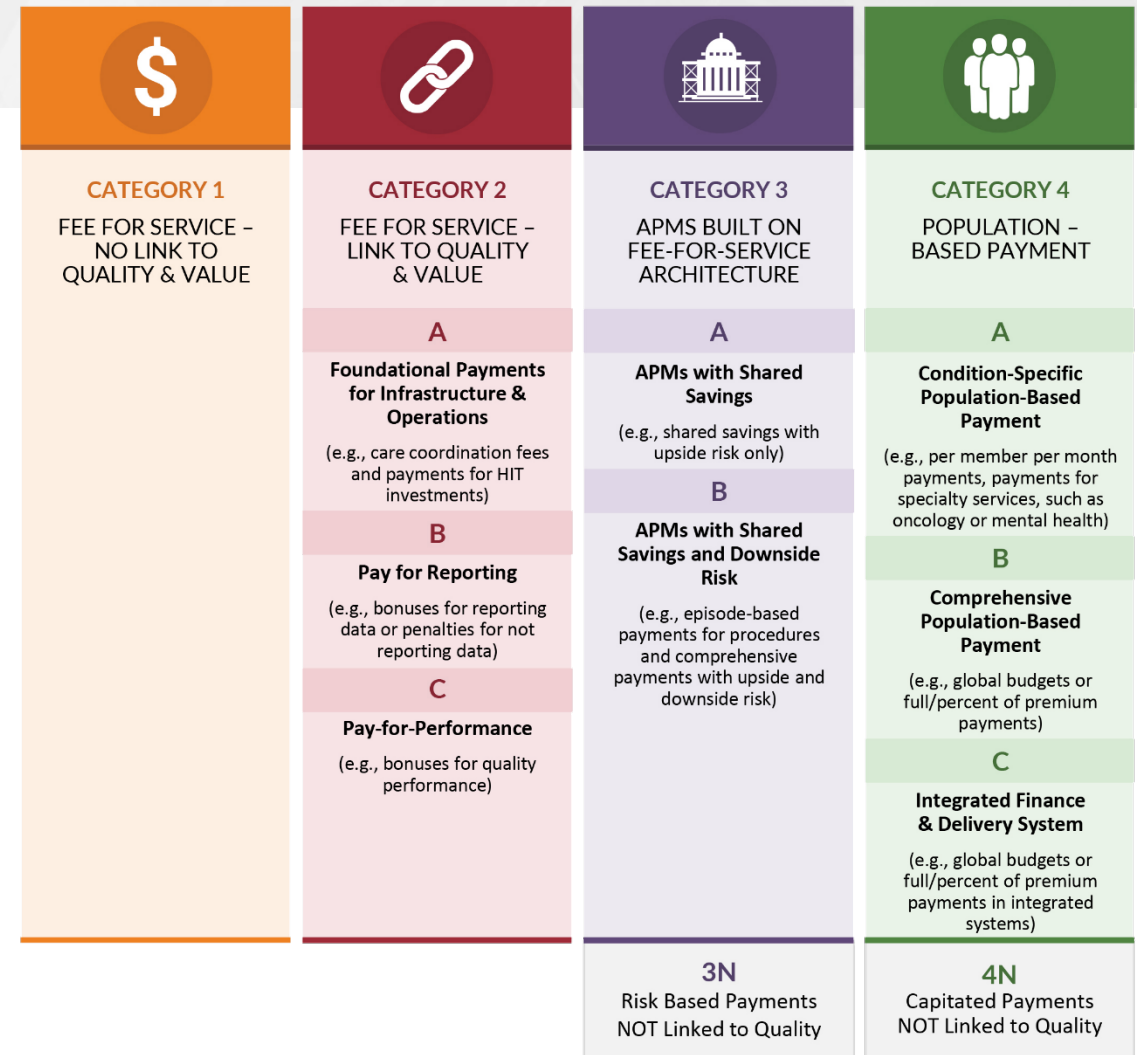 $
CATEGORY 1
FEE FOR SERVICE –
NO LINK TO
QUALITY & VALUE
CATEGORY 2
FEE FOR SERVICE –
LINK TO QUALITY
& VALUE
A
Foundational Payments
for Infrastructure &
Operations
(e.g., care coordination fees
and payments for HIT
investments)
B
Pay for Reporting
(e.g., bonuses for reporting
data or penalties for not
reporting data)
C
Pay-for-Performance
(e.g., bonuses for quality
performance)
CATEGORY 3
APMS BUILT ON
FEE-FOR-SERVICE
ARCHITECTURE
A
APMs with Shared
Savings
(e.g., shared savings with
upside risk only)
B
APMs with Shared
Savings and Downside
Risk
(e.g., episode-based
payments for procedures
and comprehensive
payments with upside and
downside risk)
3N
Risk Based Payments
NOT Linked to Quality
CATEGORY 4
POPULATION –
BASED PAYMENT
A
Condition-Specific
Population-Based
Payment
(e.g., per member per month
payments, payments for
specialty services, such as
oncology or mental health)
B
Comprehensive
Population-Based
Payment
(e.g., global budgets or
full/percent of premium
payments)
C
Integrated Finance
& Delivery System
(e.g., global budgets or
full/percent of premium
payments in integrated
systems)
4N
Capitated Payments
NOT Linked to Quality